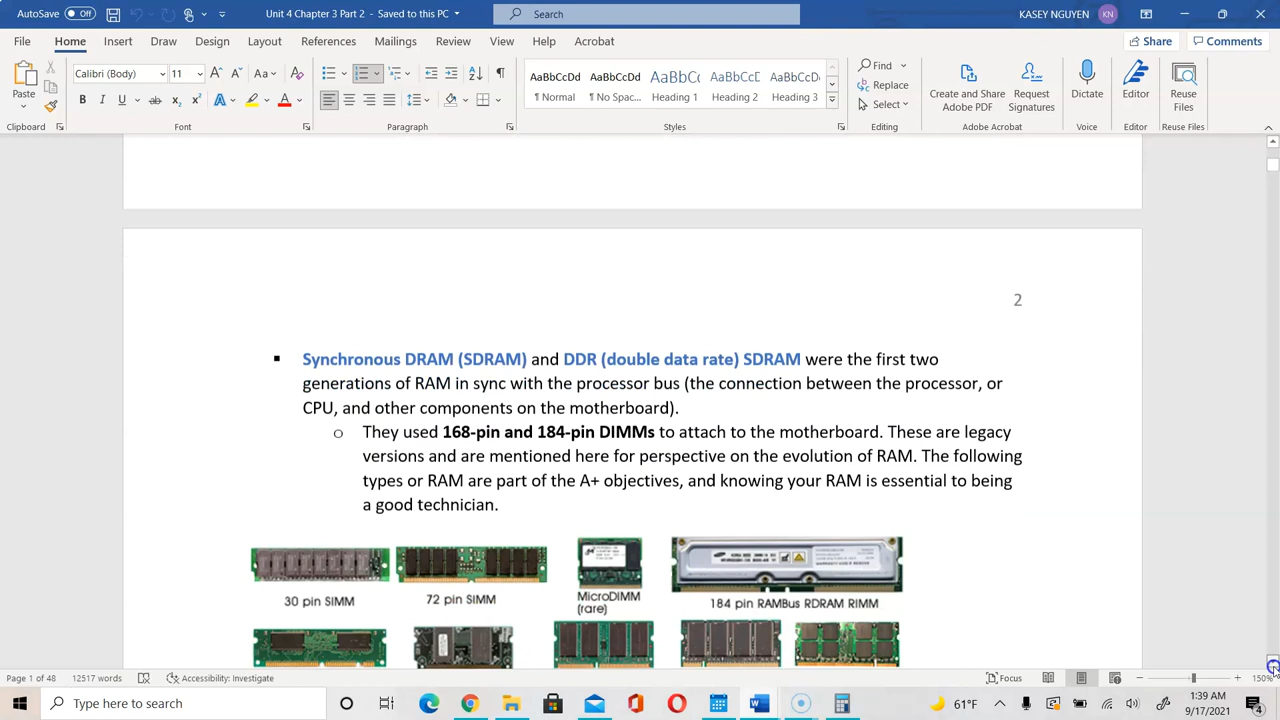 AutoSave Off
Unit 4 Chapter 3 Part 2 - Saved
Search
KASEY NGUYEN KN
File Home Insert Draw Design Layout References Mailings Review View Help Acrobat Share Comments
Calibri (Body) 11
Paste
AaBbCcDd AaBbCcDd AaBbC AaBbCcC AaBbCcD
¶ Normal ¶ No Spac... Heading 1 Heading 2 Heading 3
Find
Replace
Select
Create and Share
Adobe PDF
Request
Signatures
Dictate
Editor
Reuse
Files
Clipboard Font Paragraph Styles Editing Adobe Acrobat Voice Editor Reuse Files
2
▪ Synchronous DRAM (SDRAM) and DDR (double data rate) SDRAM were the first two
generations of RAM in sync with the processor bus (the connection between the processor, or
CPU, and other components on the motherboard).
o They used 168-pin and 184-pin DIMMs to attach to the motherboard. These are legacy
versions and are mentioned here for perspective on the evolution of RAM. The following
types or RAM are part of the A+ objectives, and knowing your RAM is essential to being
a good technician.
30 pin SIMM
72 pin SIMM
MicroDIMM
(rare)
184 pin RAMBus RDRAM RIMM
Page 1 of 48 12517 words Accessibility: Investigate Focus 150%
Type here to search
61°F
1:39 AM
9/17/2021
4